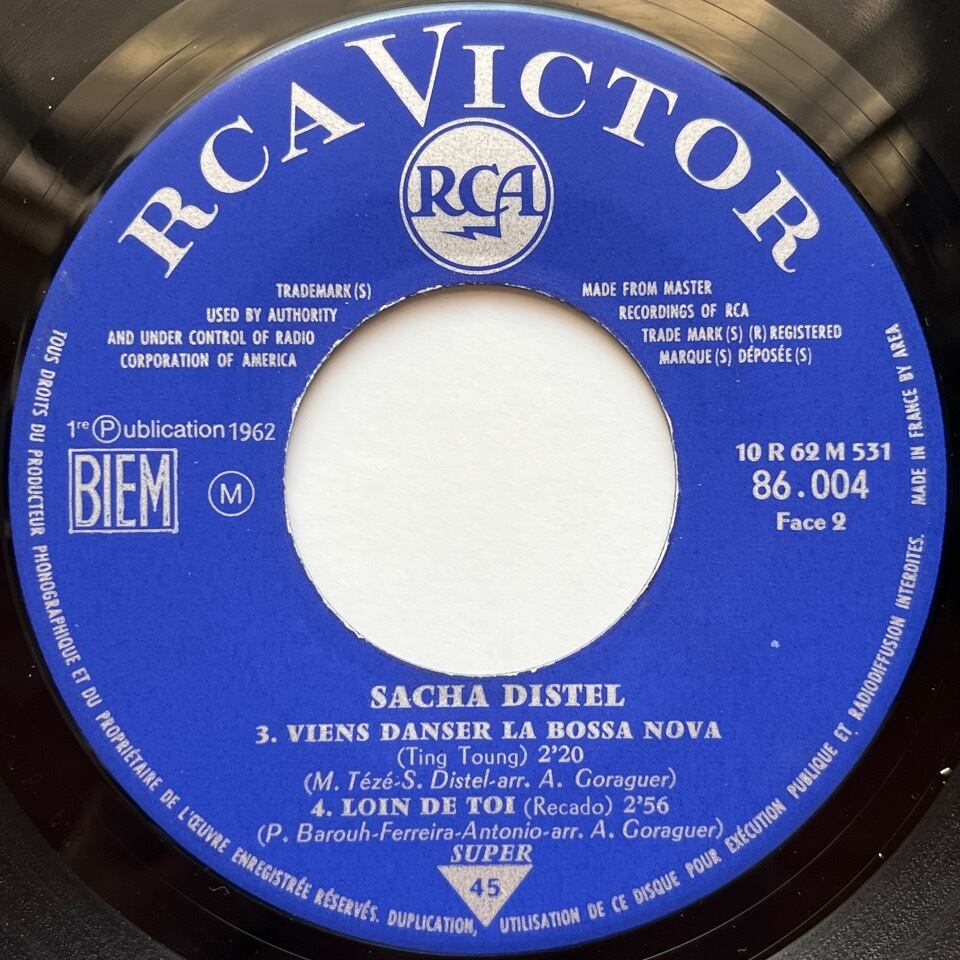 RCA VICTOR
RCA
TRADEMARK (S)
USED BY AUTHORITY
AND UNDER CONTROL OF RADIO
CORPORATION OF AMERICA
MADE FROM MASTER
RECORDINGS OF RCA
TRADE MARK (S) (R) REGISTERED
MARQUE (S) DÉPOSÉE (S)
1re Ⓟublication 1962
BIEM
M
10 R 62 M 531
86.004
Face 2
SACHA DISTEL
3. VIENS DANSER LA BOSSA NOVA
(Ting Toung) 2'20
(M. Tézé-S. Distel-arr. A. Goraguer)
4. LOIN DE TOI (Recado) 2'56
(P. Barouh-Ferreira-Antonio-arr. A. Goraguer)
SUPER
45
TOUS DROITS DU PRODUCTEUR PHONOGRAPHIQUE ET DU PROPRIÉTAIRE DE L'ŒUVRE ENREGISTRÉE RÉSERVÉS. DUPLICATION, UTILISATION DE CE DISQUE POUR EXÉCUTION PUBLIQUE ET RADIODIFFUSION INTERDITES. MADE IN FRANCE BY AREA